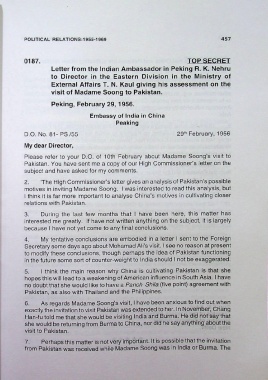 POLITICAL RELATIONS:1955-1969 457
0187. TOP SECRET
Letter from the Indian Ambassador in Peking R. K. Nehru
to Director in the Eastern Division in the Ministry of
External Affairs T. N. Kaul giving his assessment on the
visit of Madame Soong to Pakistan.
Peking, February 29, 1956.
Embassy of India in China
Peaking
D.O. No. 81- PS/56 29th February, 1956
My dear Director,
Please refer to your D.O. of 10th February about Madame Soong's visit to
Pakistan. You have sent me a copy of our High Commissioner's letter on the
subject and have asked for my comments.
2. The High Commissioner's letter gives an analysis of Pakistan's possible
motives in inviting Madame Soong. I was interested to read this analysis, but
I think it is far more important to analyse China's motives in cultivating closer
relations with Pakistan.
3. During the last few months that I have been here, this matter has
interested me greatly. If have not written anything on the subject, it is largely
because I have not yet come to any final conclusions.
4. My tentative conclusions are embodied in a letter I sent to the Foreign
Secretary some days ago about Mohamad Ali's visit. I see no reason at present
to modify these conclusions, though perhaps the idea of Pakistan functioning
in the future some sort of counter-weight to India should not be exaggerated.
5. I think the main reason why China is cultivating Pakistan is that she
hopes this will lead to a weakening of American influence in South Asia. I have
no doubt that she would like to have a Panch Shila (five point) agreement with
Pakistan, as also with Thailand and the Philippines.
6. As regards Madame Soong's visit, I have been anxious to find out when
exactly the invitation to visit Pakistan was extended to her. In November, Chang
Han-fu told me that she would be visiting India and Burma. He did not say that
she would be returning from Burma to China, nor did he say anything about the
visit to Pakistan.
7. Perhaps this matter is not very important. It is possible that the invitation
from Pakistan was received while Madame Soong was in India or Burma. The